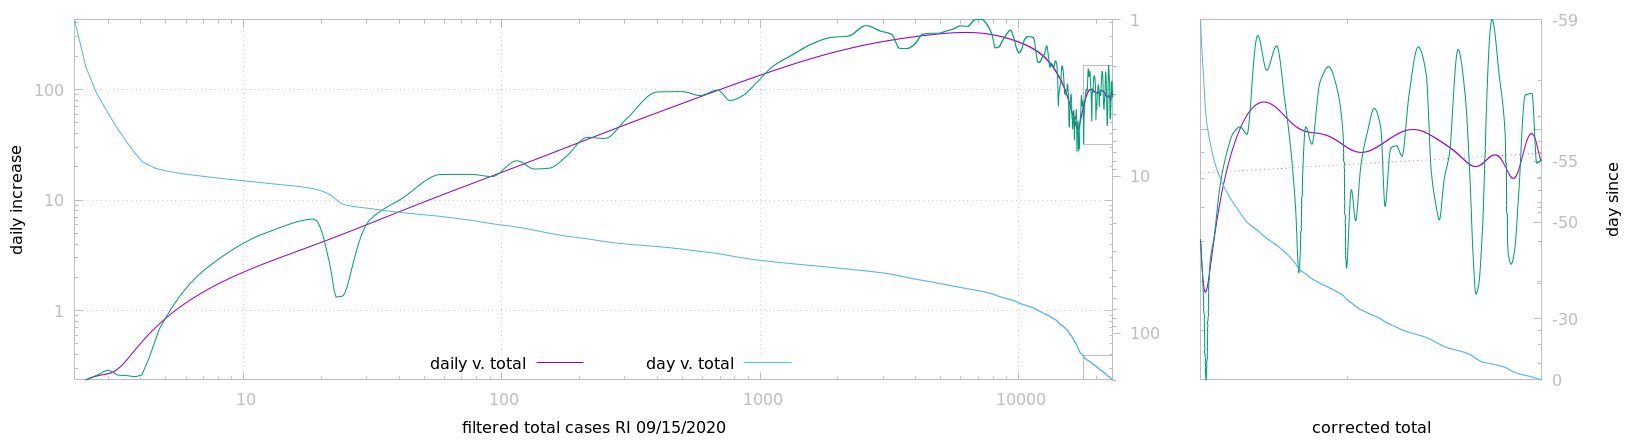 daily increase
100
10
1
daily v. total
day v. total
10
100
1000
10000
filtered total cases RI 09/15/2020
1
10
100
-59
-55
-50
-30
0
day since
corrected total